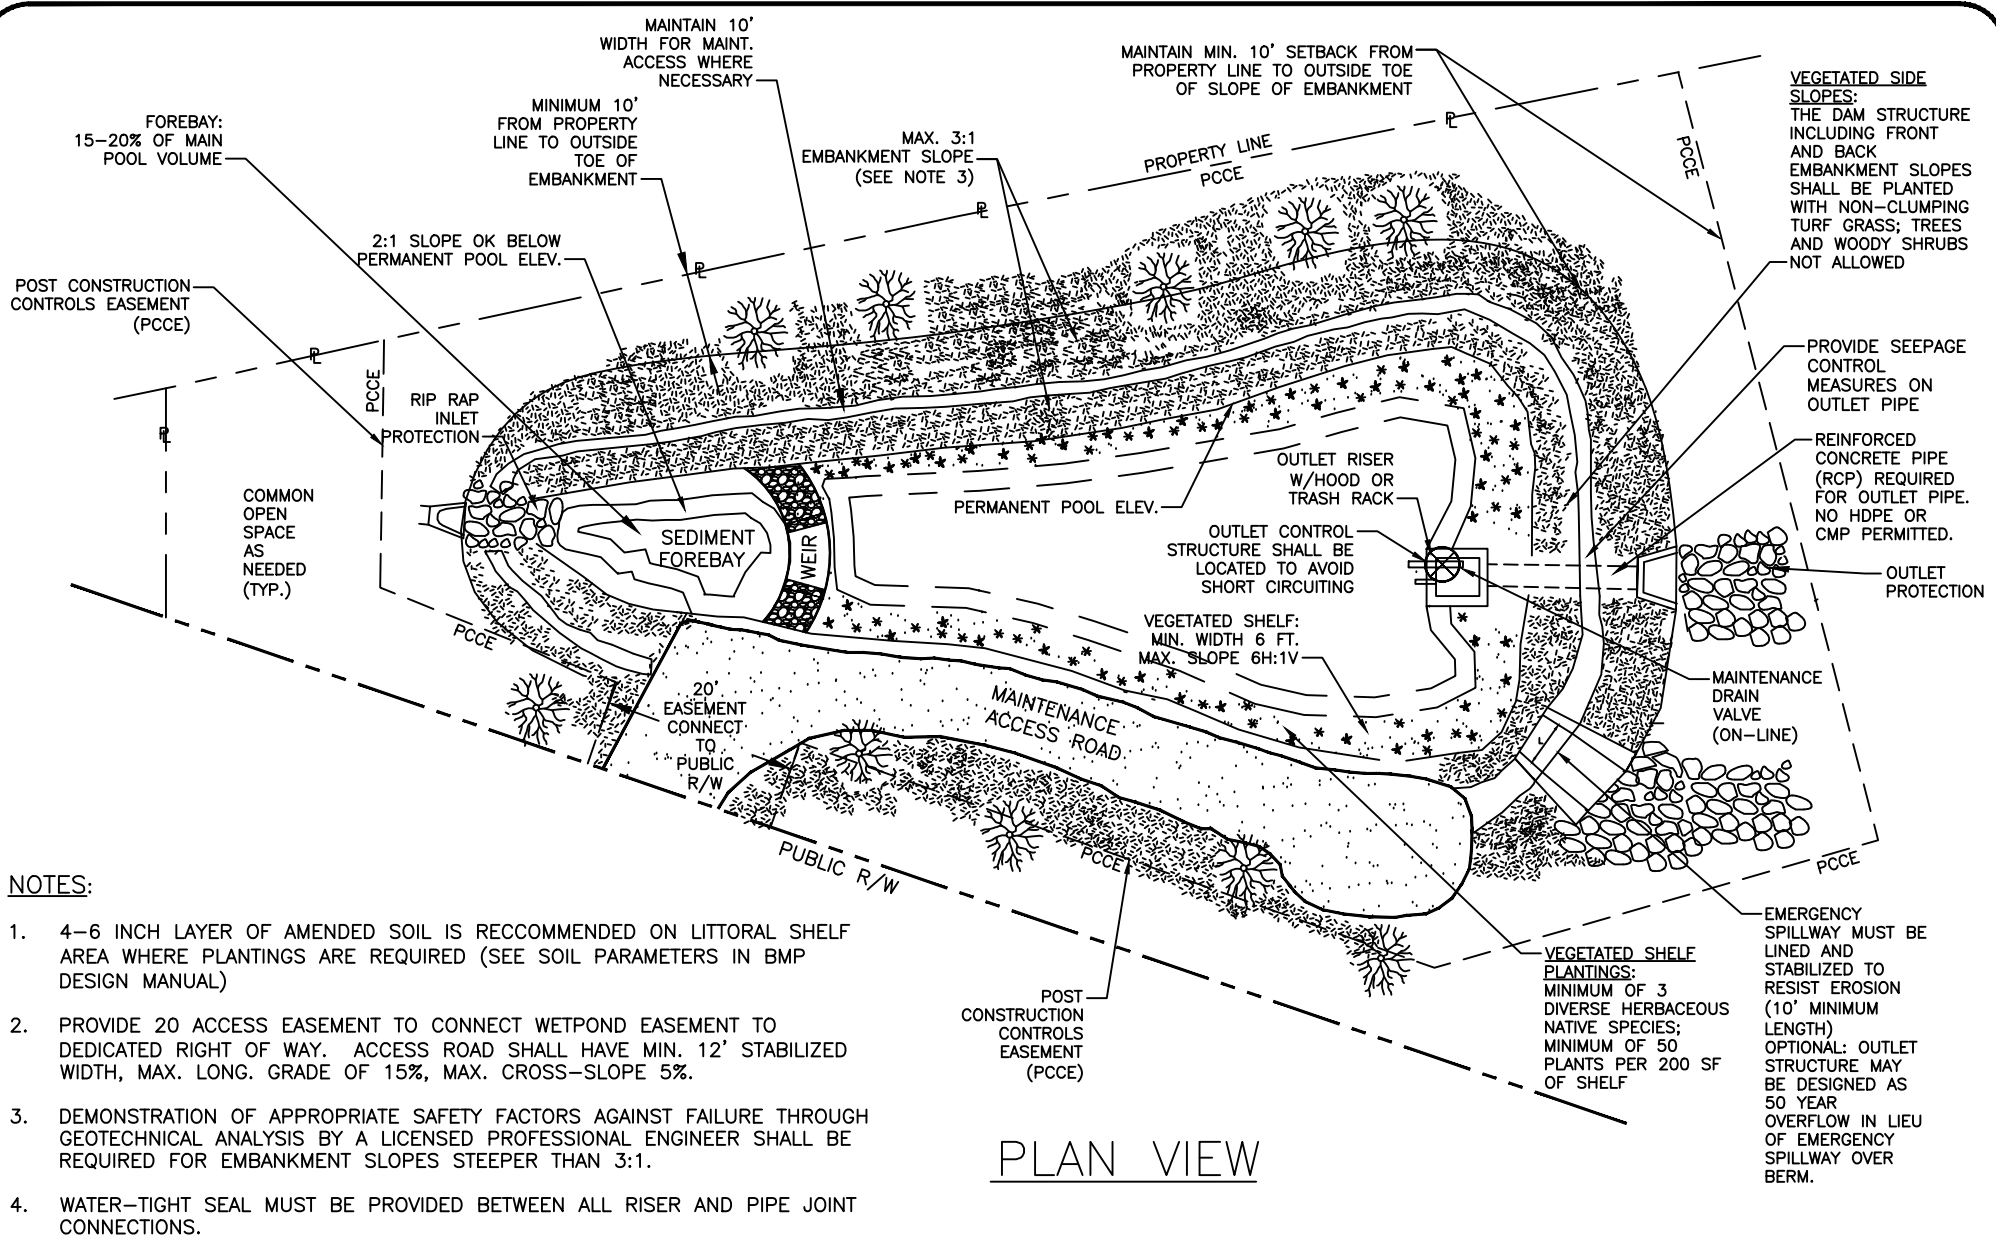 MAINTAIN 10'
WIDTH FOR MAINT.
ACCESS WHERE
NECESSARY
MAINTAIN MIN. 10' SETBACK FROM
PROPERTY LINE TO OUTSIDE TOE
OF SLOPE OF EMBANKMENT
VEGETATED SIDE
SLOPES:
THE DAM STRUCTURE
INCLUDING FRONT
AND BACK
EMBANKMENT SLOPES
SHALL BE PLANTED
WITH NON-CLUMPING
TURF GRASS; TREES
AND WOODY SHRUBS
NOT ALLOWED
FOREBAY:
15-20% OF MAIN
POOL VOLUME
MINIMUM 10'
FROM PROPERTY
LINE TO OUTSIDE
TOE OF
EMBANKMENT
MAX. 3:1
EMBANKMENT SLOPE
(SEE NOTE 3)
PROPERTY LINE
PCCE
PL
PCCE
PL
2:1 SLOPE OK BELOW
PERMANENT POOL ELEV.
PL
POST CONSTRUCTION
CONTROLS EASEMENT
(PCCE)
PL
PCCE
PL
RIP RAP
INLET
PROTECTION
PROVIDE SEEPAGE
CONTROL
MEASURES ON
OUTLET PIPE
REINFORCED
CONCRETE PIPE
(RCP) REQUIRED
FOR OUTLET PIPE.
NO HDPE OR
CMP PERMITTED.
OUTLET RISER
W/HOOD OR
TRASH RACK
PERMANENT POOL ELEV.
COMMON
OPEN
SPACE
AS
NEEDED
(TYP.)
SEDIMENT
FOREBAY
WEIR
OUTLET CONTROL
STRUCTURE SHALL BE
LOCATED TO AVOID
SHORT CIRCUITING
OUTLET
PROTECTION
PCCE
VEGETATED SHELF:
MIN. WIDTH 6 FT.
MAX. SLOPE 6H:1V
MAINTENANCE
DRAIN
VALVE
(ON-LINE)
20'
EASEMENT
CONNECT
TO
PUBLIC
R/W
MAINTENANCE
ACCESS ROAD
PUBLIC R/W
PCCE
PCCE
NOTES:
1. 4-6 INCH LAYER OF AMENDED SOIL IS RECCOMMENDED ON LITTORAL SHELF
AREA WHERE PLANTINGS ARE REQUIRED (SEE SOIL PARAMETERS IN BMP
DESIGN MANUAL)
2. PROVIDE 20 ACCESS EASEMENT TO CONNECT WETPOND EASEMENT TO
DEDICATED RIGHT OF WAY. ACCESS ROAD SHALL HAVE MIN. 12' STABILIZED
WIDTH, MAX. LONG. GRADE OF 15%, MAX. CROSS-SLOPE 5%.
3. DEMONSTRATION OF APPROPRIATE SAFETY FACTORS AGAINST FAILURE THROUGH
GEOTECHNICAL ANALYSIS BY A LICENSED PROFESSIONAL ENGINEER SHALL BE
REQUIRED FOR EMBANKMENT SLOPES STEEPER THAN 3:1.
4. WATER-TIGHT SEAL MUST BE PROVIDED BETWEEN ALL RISER AND PIPE JOINT
CONNECTIONS.
POST
CONSTRUCTION
CONTROLS
EASEMENT
(PCCE)
VEGETATED SHELF
PLANTINGS:
MINIMUM OF 3
DIVERSE HERBACEOUS
NATIVE SPECIES;
MINIMUM OF 50
PLANTS PER 200 SF
OF SHELF
EMERGENCY
SPILLWAY MUST BE
LINED AND
STABILIZED TO
RESIST EROSION
(10' MINIMUM
LENGTH)
OPTIONAL: OUTLET
STRUCTURE MAY
BE DESIGNED AS
50 YEAR
OVERFLOW IN LIEU
OF EMERGENCY
SPILLWAY OVER
BERM.
PLAN VIEW